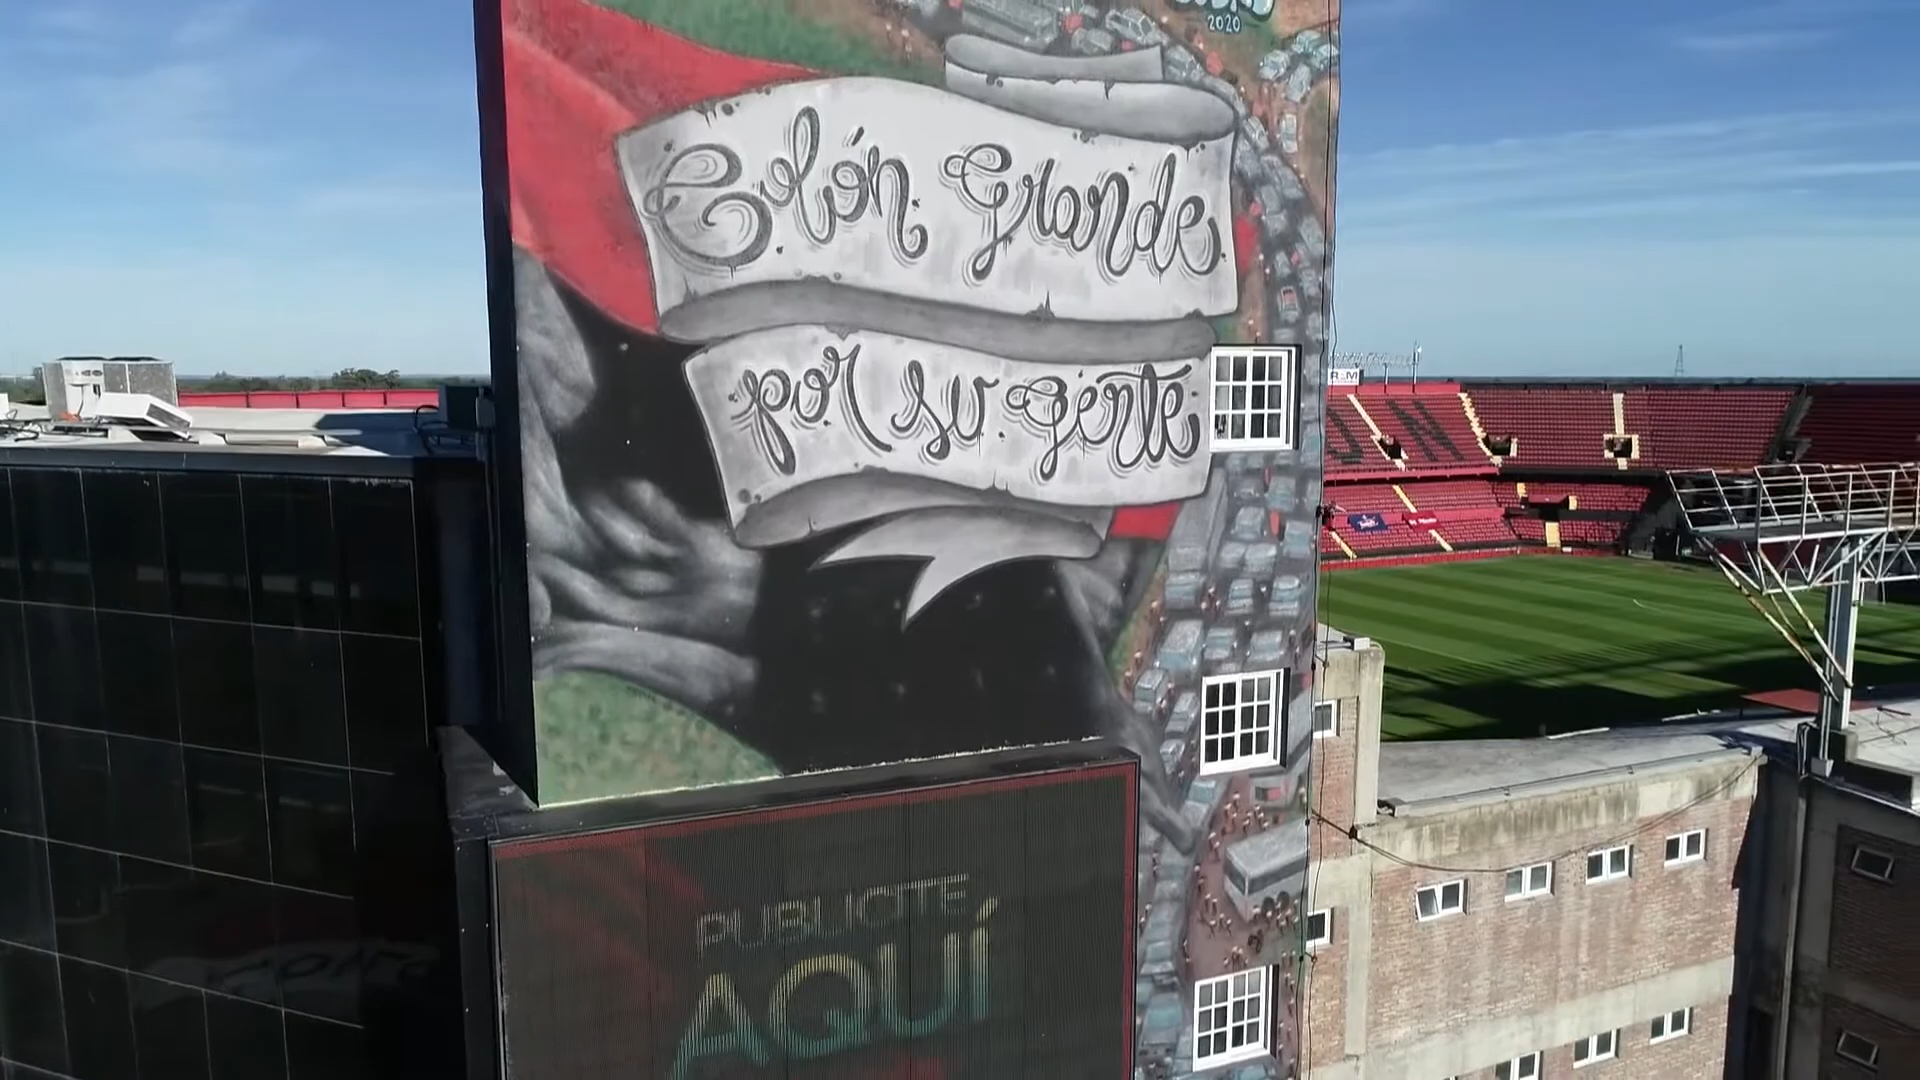 2020
Colón Grande
por su Gente
R M
O N
PUBLICITE
AQUÍ